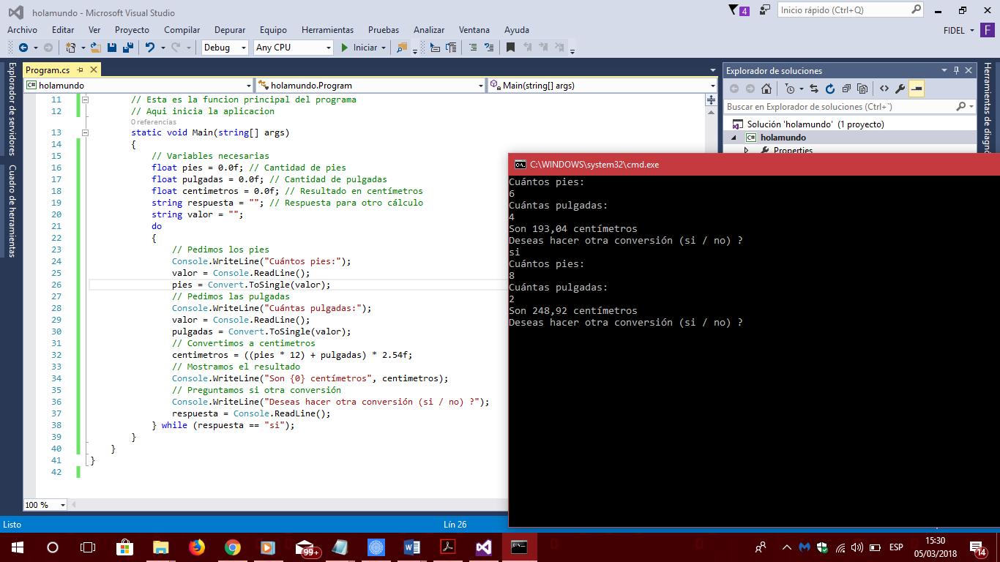 holamundo - Microsoft Visual Studio
4
Inicio rápido (Ctrl+Q)
Archivo Editar Ver Proyecto Compilar Depurar Equipo Herramientas Pruebas Analizar Ventana Ayuda
FIDEL F
Debug Any CPU Iniciar
Explorador de servidores
Cuadro de herramientas
Program.cs
holamundo holamundo.Program Main(string[] args)
11 // Esta es la funcion principal del programa
12 // Aqui inicia la aplicacion
0 referencias
13 static void Main(string[] args)
14 {
15 // Variables necesarias
16 float pies = 0.0f; // Cantidad de pies
17 float pulgadas = 0.0f; // Cantidad de pulgadas
18 float centimetros = 0.0f; // Resultado en centímetros
19 string respuesta = ""; // Respuesta para otro cálculo
20 string valor = "";
21 do
22 {
23 // Pedimos los pies
24 Console.WriteLine("Cuántos pies:");
25 valor = Console.ReadLine();
26 pies = Convert.ToSingle(valor);
27 // Pedimos las pulgadas
28 Console.WriteLine("Cuántas pulgadas:");
29 valor = Console.ReadLine();
30 pulgadas = Convert.ToSingle(valor);
31 // Convertimos a centimetros
32 centimetros = ((pies * 12) + pulgadas) * 2.54f;
33 // Mostramos el resultado
34 Console.WriteLine("Son {0} centímetros", centimetros);
35 // Preguntamos si otra conversión
36 Console.WriteLine("Deseas hacer otra conversión (si / no) ?");
37 respuesta = Console.ReadLine();
38 } while (respuesta == "si");
39 }
40 }
41 }
42
100 %
Explorador de soluciones
Buscar en Explorador de soluciones (Ctrl+`)
Solución 'holamundo' (1 proyecto)
C# holamundo
Properties
C:\WINDOWS\system32\cmd.exe
Cuántos pies:
6
Cuántas pulgadas:
4
Son 193,04 centímetros
Deseas hacer otra conversión (si / no) ?
si
Cuántos pies:
8
Cuántas pulgadas:
2
Son 248,92 centímetros
Deseas hacer otra conversión (si / no) ?
Listo Lín 26
99+
ESP
15:30
05/03/2018
14